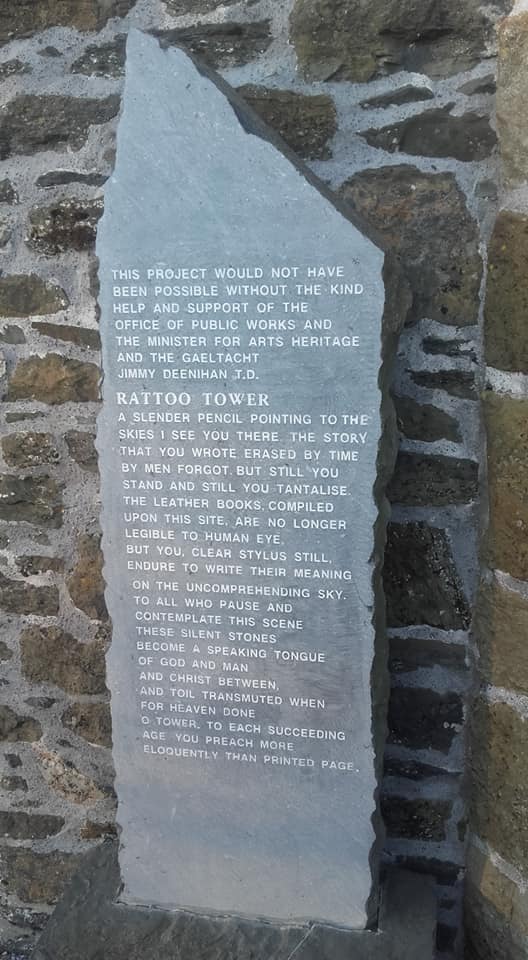 THIS PROJECT WOULD NOT HAVE
BEEN POSSIBLE WITHOUT THE KIND
HELP AND SUPPORT OF THE
OFFICE OF PUBLIC WORKS AND
THE MINISTER FOR ARTS HERITAGE
AND THE GAELTACHT
JIMMY DEENIHAN T.D.
RATTOO TOWER
A SLENDER PENCIL POINTING TO THE
SKIES I SEE YOU THERE. THE STORY
THAT YOU WROTE ERASED BY TIME
BY MEN FORGOT. BUT STILL YOU
STAND AND STILL YOU TANTALISE.
THE LEATHER BOOKS, COMPILED
UPON THIS SITE, ARE NO LONGER
LEGIBLE TO HUMAN EYE,
BUT YOU, CLEAR STYLUS STILL,
ENDURE TO WRITE THEIR MEANING
ON THE UNCOMPREHENDING SKY.
TO ALL WHO PAUSE AND
CONTEMPLATE THIS SCENE
THESE SILENT STONES
BECOME A SPEAKING TONGUE
OF GOD AND MAN
AND CHRIST BETWEEN,
AND TOIL TRANSMUTED WHEN
FOR HEAVEN DONE
O TOWER, TO EACH SUCCEEDING
AGE YOU PREACH MORE
ELOQUENTLY THAN PRINTED PAGE.